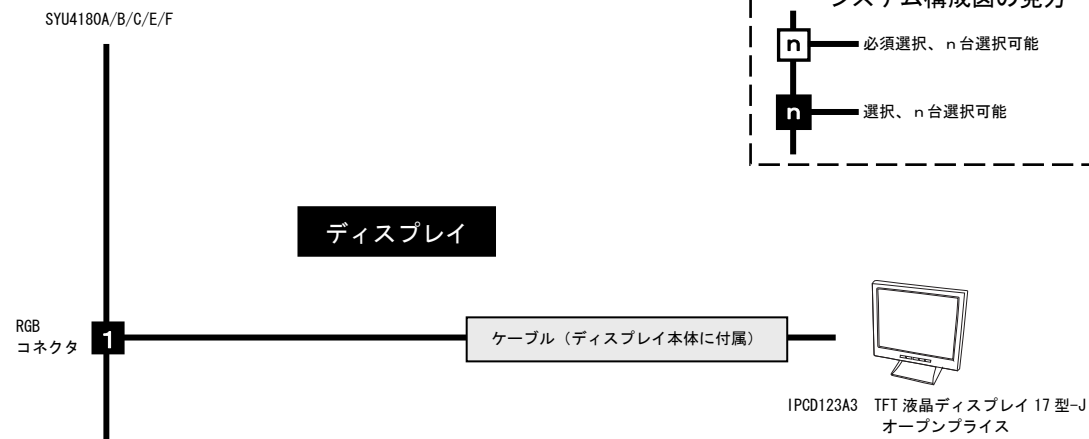 SYU4180A/B/C/E/F
システム構成図の見方
n 必須選択、n台選択可能
n 選択、n台選択可能
ディスプレイ
RGB
コネクタ
1
ケーブル（ディスプレイ本体に付属）
IPCD123A3 TFT液晶ディスプレイ17型-J
オープンプライス